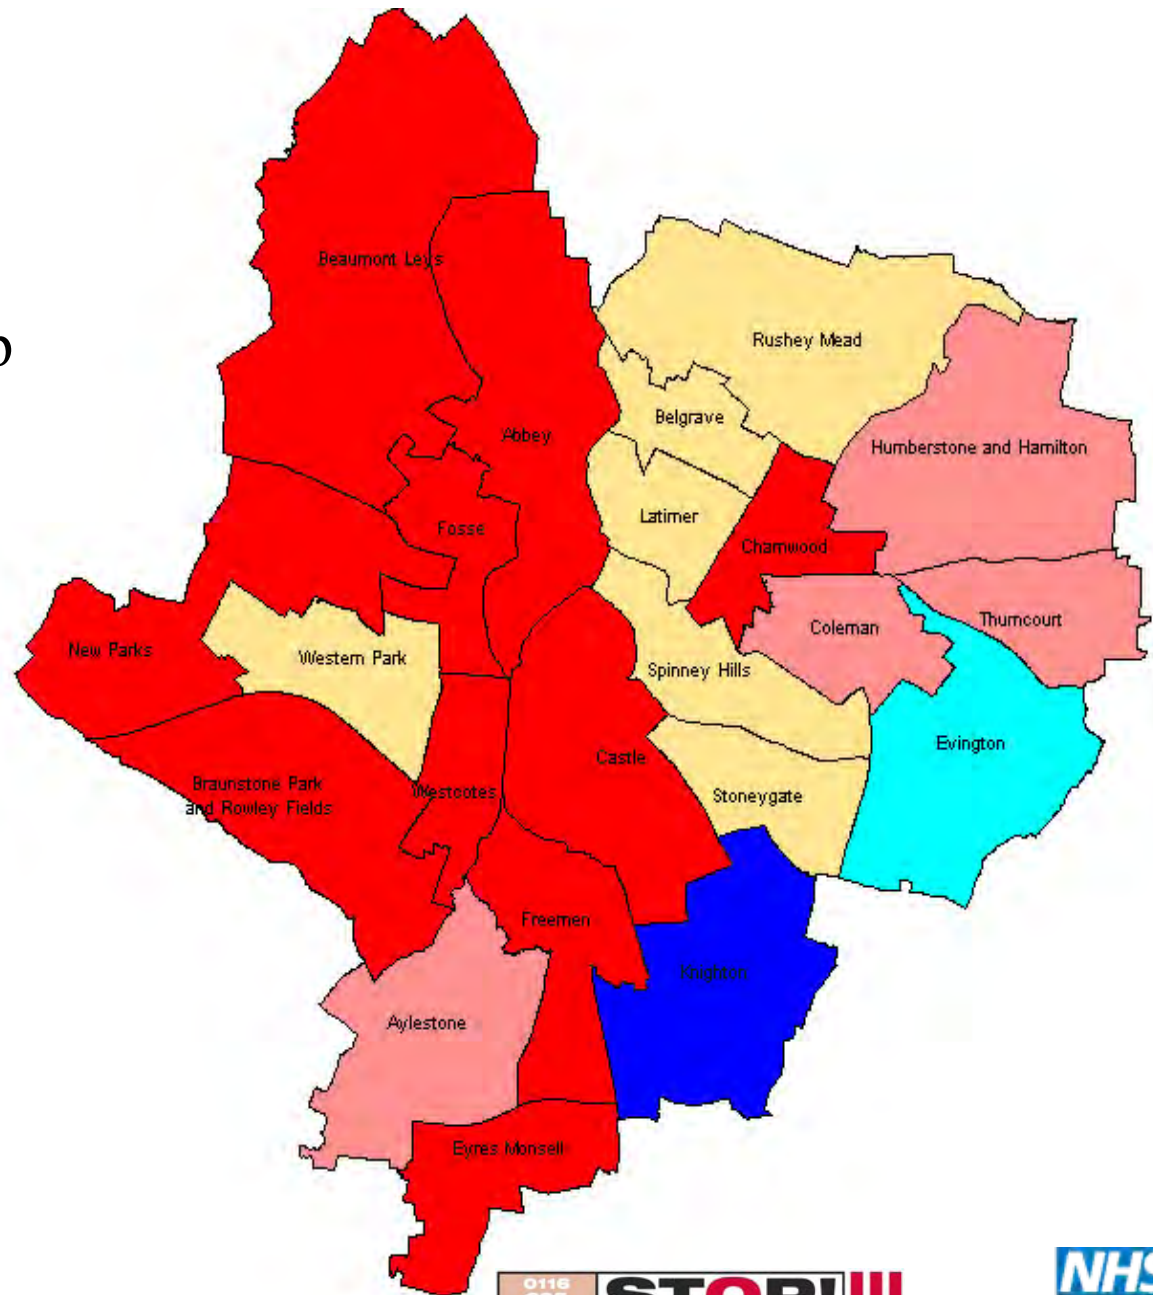 Beaumont Leys
Rushey Mead
Belgrave
Abbey
Humberstone and Hamilton
Latimer
Fosse
Charnwood
Thurncourt
Coleman
New Parks
Western Park
Spinney Hills
Evington
Castle
Braunstone Park
and Rowley Fields
Westcotes
Stoneygate
Freemen
Knighton
Aylestone
Eyres Monsell
0116
STOP!
NHS